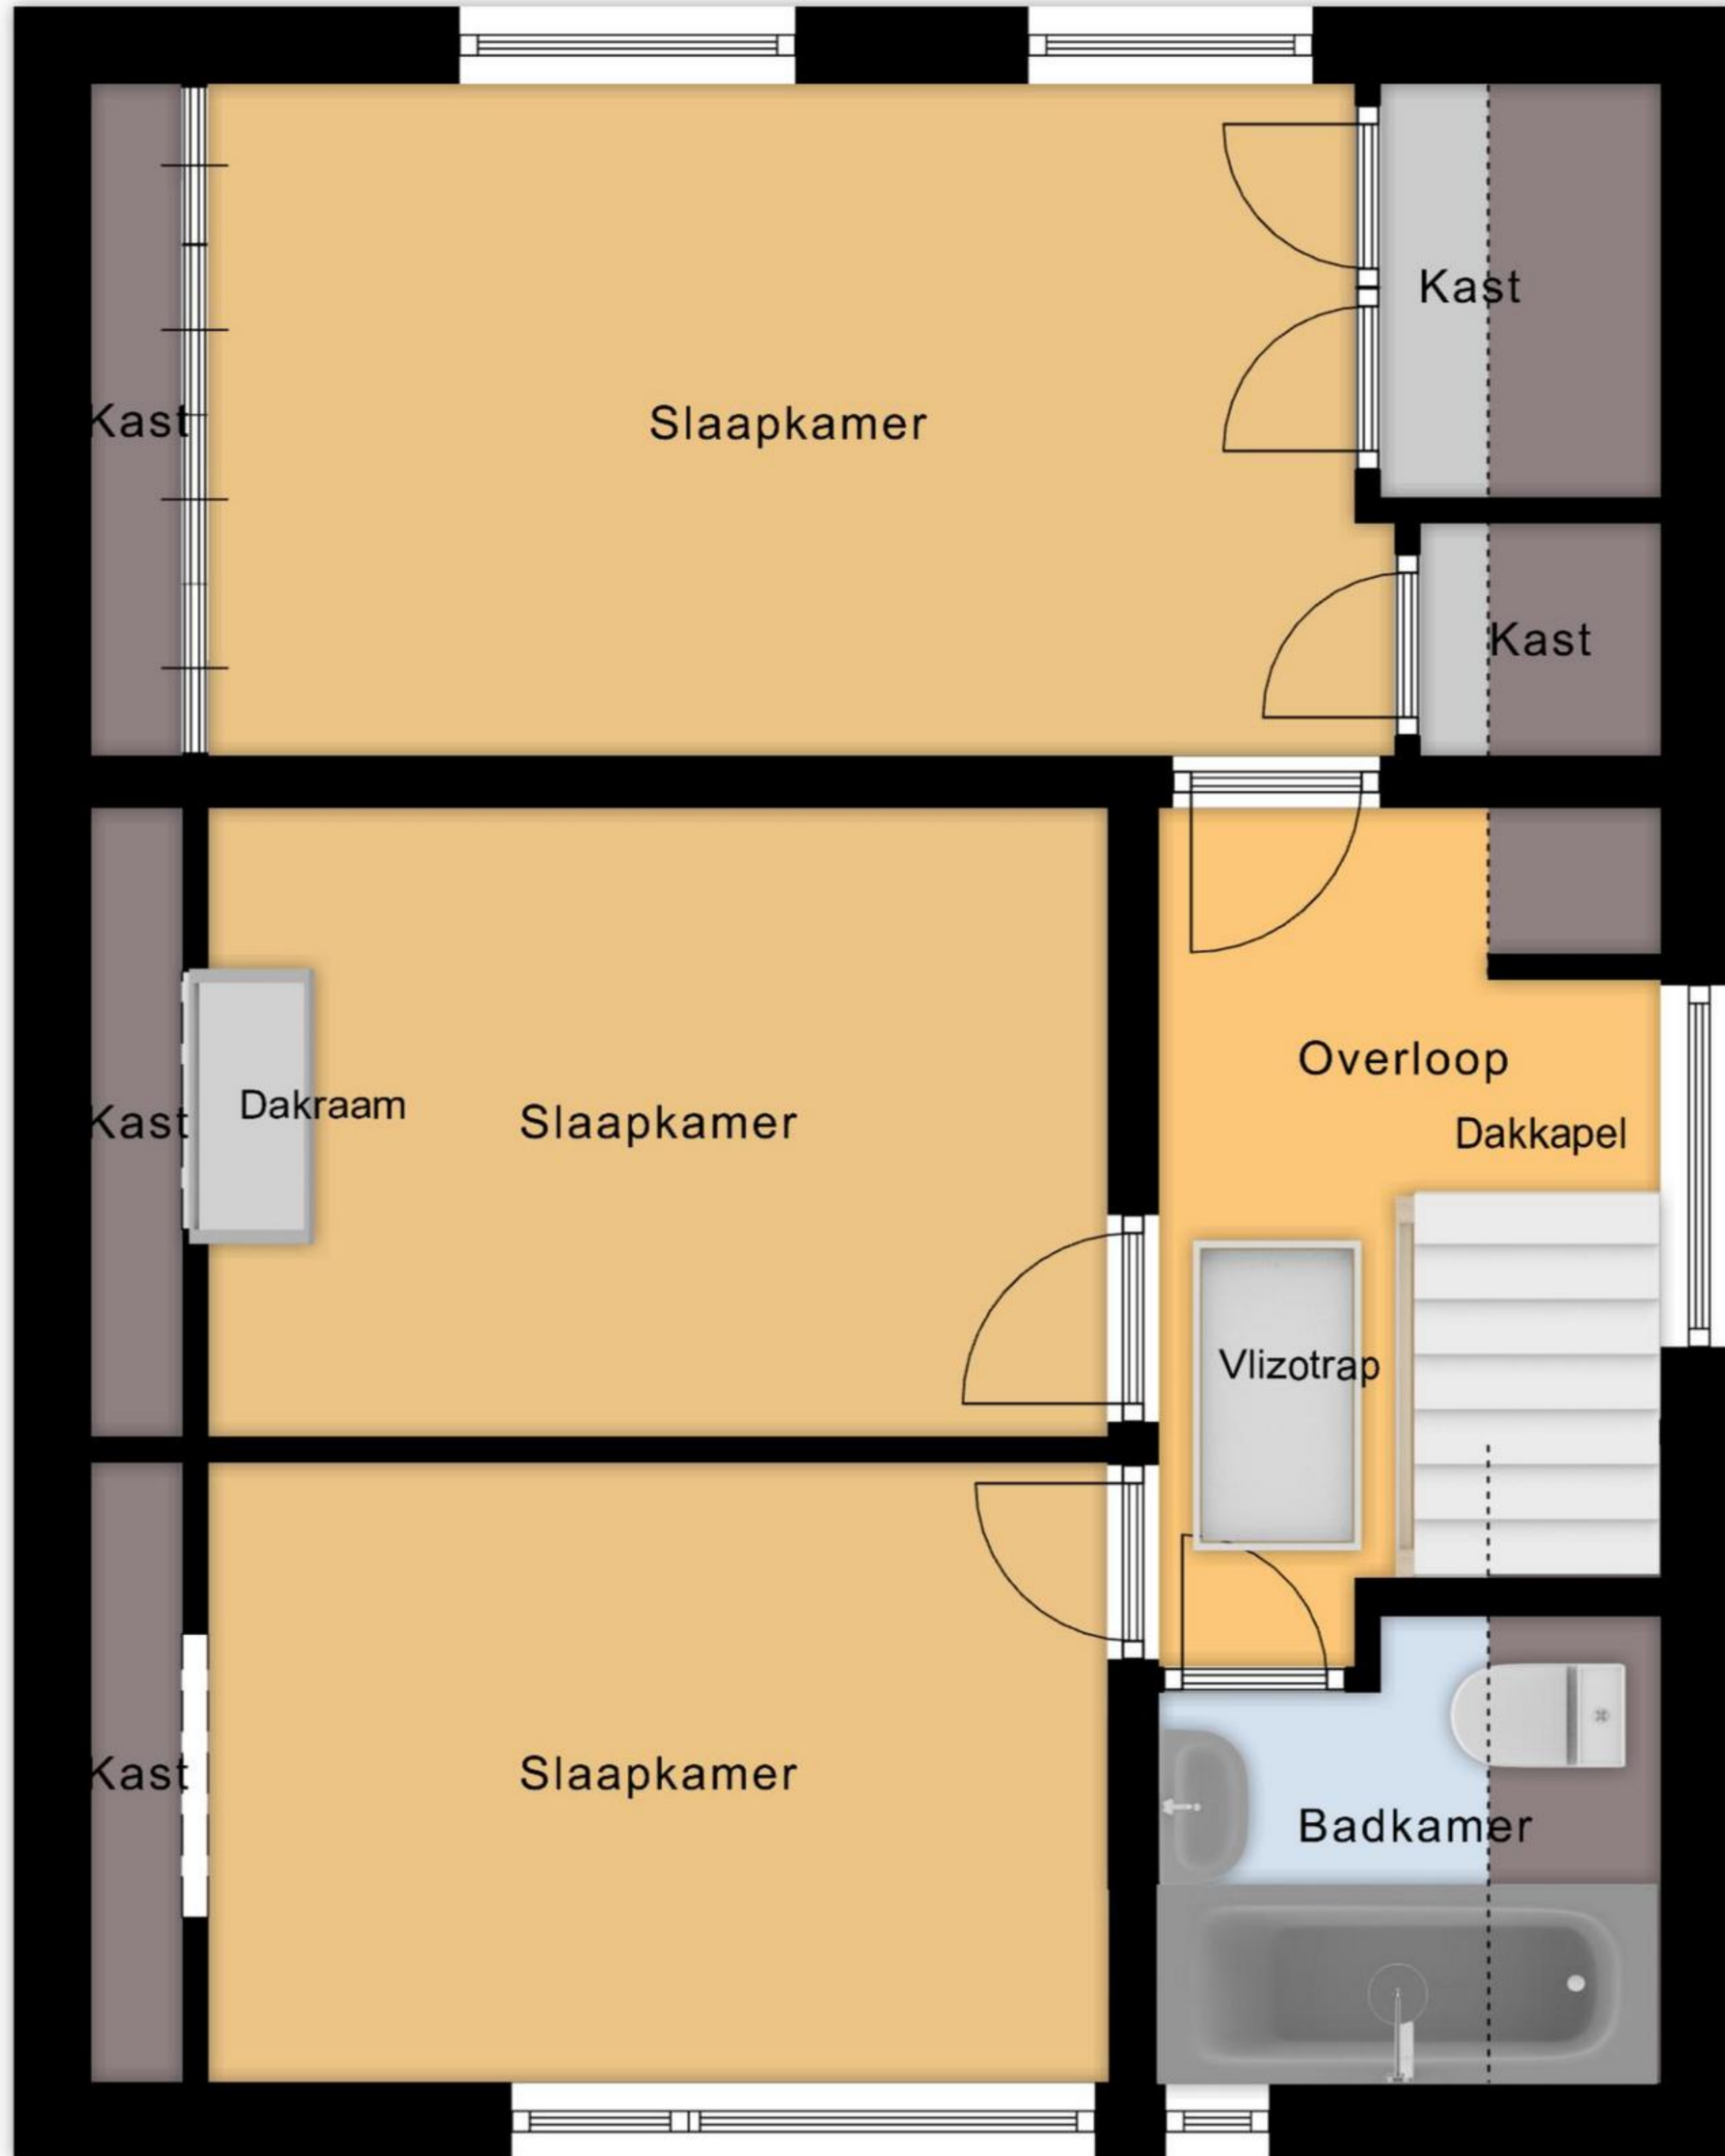 Kast
Kast
Slaapkamer
Kast
Overloop
Dakraam
Kast
Slaapkamer
Dakkapel
Vlizotrap
Kast
Slaapkamer
Badkamer